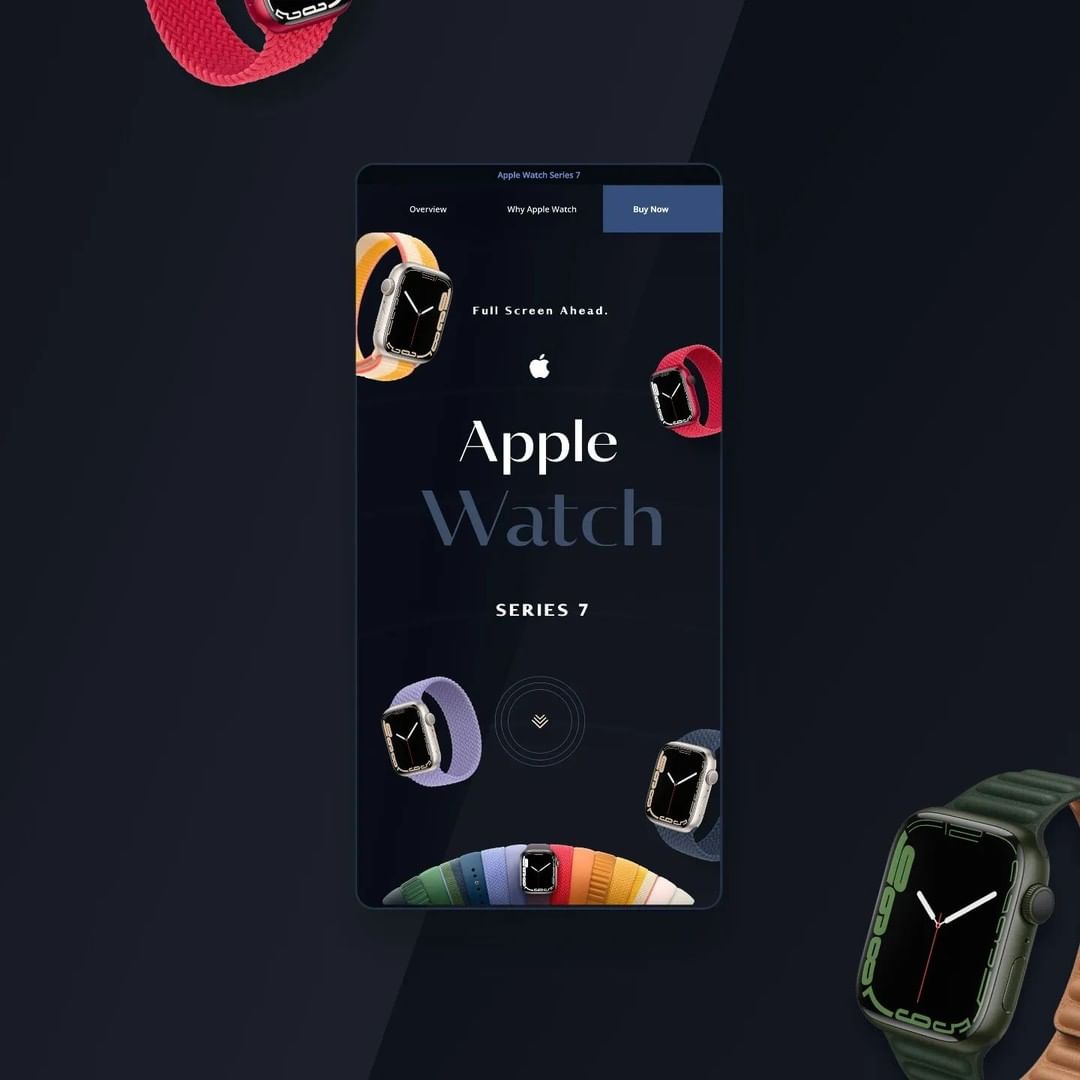 Apple Watch Series 7
Overview Why Apple Watch Buy Now
Full Screen Ahead.
Apple
Watch
SERIES 7